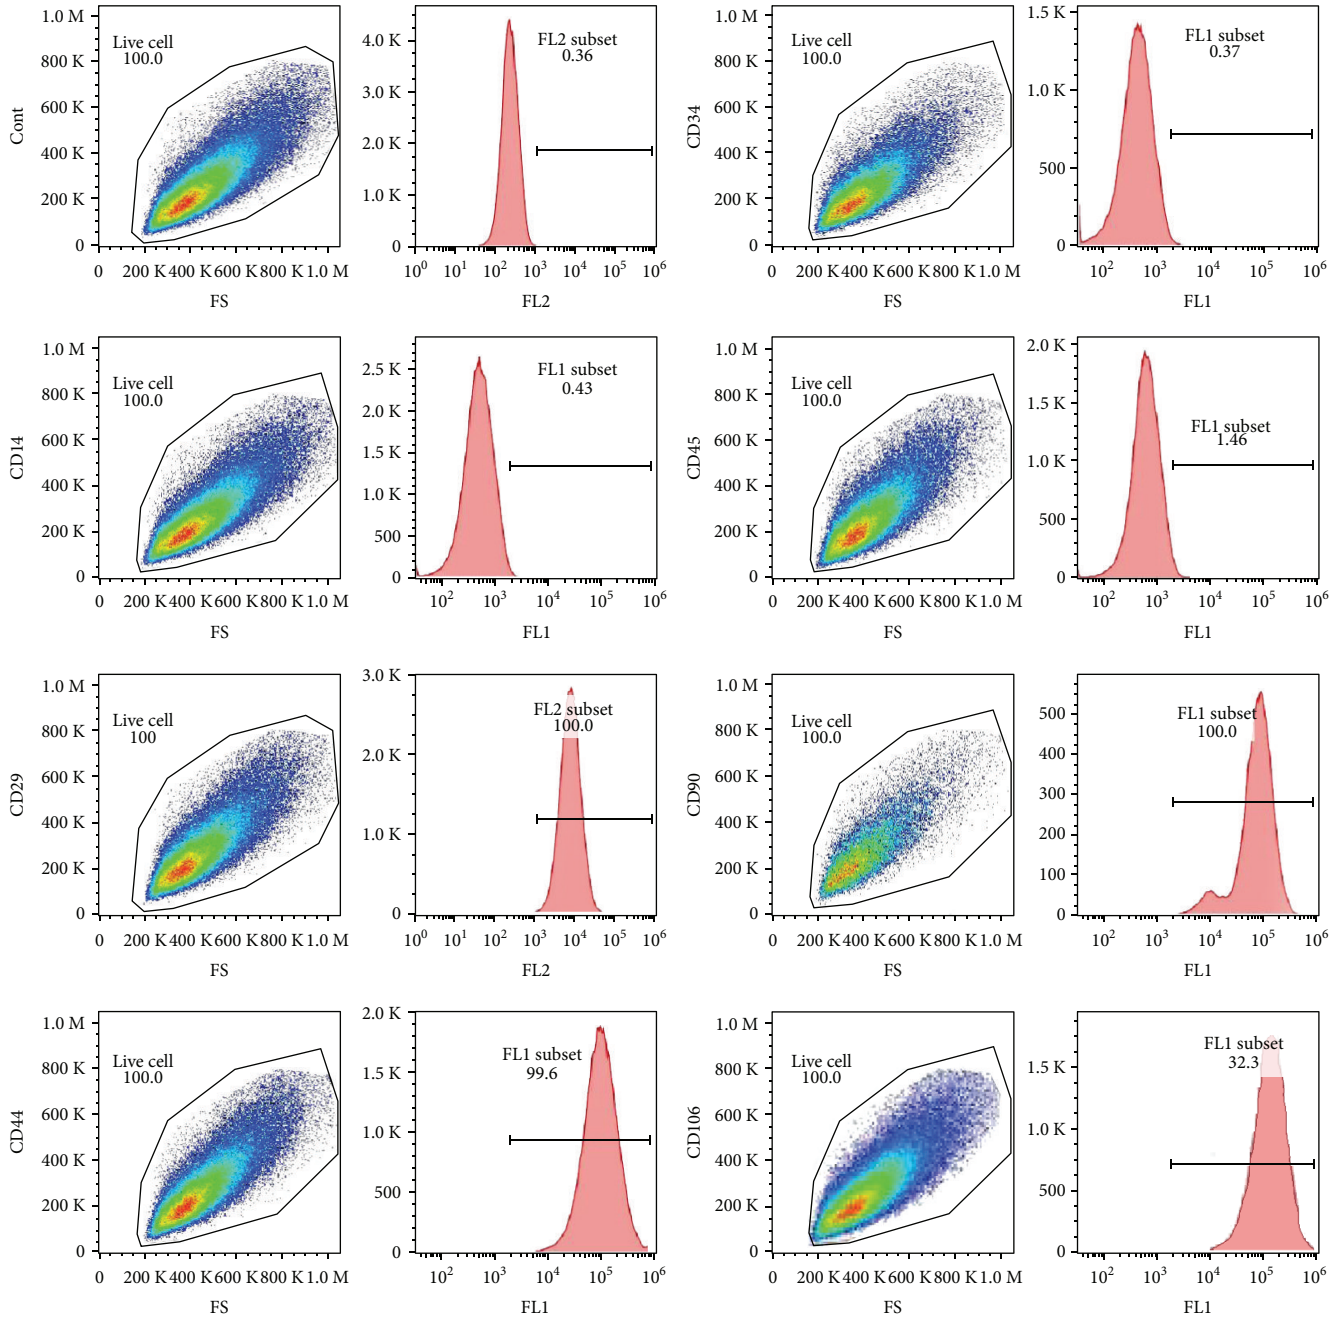 Cont
1.0 M
800 K
600 K
400 K
200 K
0
Live cell
100.0
0 200 K 400 K 600 K 800 K 1.0 M
FS
4.0 K
3.0 K
2.0 K
1.0 K
0
FL2 subset
0.36
10⁰ 10¹ 10² 10³ 10⁴ 10⁵ 10⁶
FL2
CD34
1.0 M
800 K
600 K
400 K
200 K
0
Live cell
100.0
0 200 K 400 K 600 K 800 K 1.0 M
FS
1.5 K
1.0 K
500
0
FL1 subset
0.37
10² 10³ 10⁴ 10⁵ 10⁶
FL1
CD14
1.0 M
800 K
600 K
400 K
200 K
0
Live cell
100.0
0 200 K 400 K 600 K 800 K 1.0 M
FS
2.5 K
2.0 K
1.5 K
1.0 K
500
0
FL1 subset
0.43
10² 10³ 10⁴ 10⁵ 10⁶
FL1
CD45
1.0 M
800 K
600 K
400 K
200 K
0
Live cell
100.0
0 200 K 400 K 600 K 800 K 1.0 M
FS
2.0 K
1.5 K
1.0 K
500
0
FL1 subset
1.46
10² 10³ 10⁴ 10⁵ 10⁶
FL1
CD29
1.0 M
800 K
600 K
400 K
200 K
0
Live cell
100
0 200 K 400 K 600 K 800 K 1.0 M
FS
3.0 K
2.0 K
1.0 K
0
FL2 subset
100.0
10⁰ 10¹ 10² 10³ 10⁴ 10⁵ 10⁶
FL2
CD90
1.0 M
800 K
600 K
400 K
200 K
0
Live cell
100.0
0 200 K 400 K 600 K 800 K 1.0 M
FS
500
400
300
200
100
0
FL1 subset
100.0
10² 10³ 10⁴ 10⁵ 10⁶
FL1
CD44
1.0 M
800 K
600 K
400 K
200 K
0
Live cell
100.0
0 200 K 400 K 600 K 800 K 1.0 M
FS
2.0 K
1.5 K
1.0 K
500
0
FL1 subset
99.6
10² 10³ 10⁴ 10⁵ 10⁶
FL1
CD106
1.0 M
800 K
600 K
400 K
200 K
0
Live cell
100.0
0 200 K 400 K 600 K 800 K 1.0 M
FS
1.5 K
1.0 K
500
0
FL1 subset
32.3
10² 10³ 10⁴ 10⁵ 10⁶
FL1